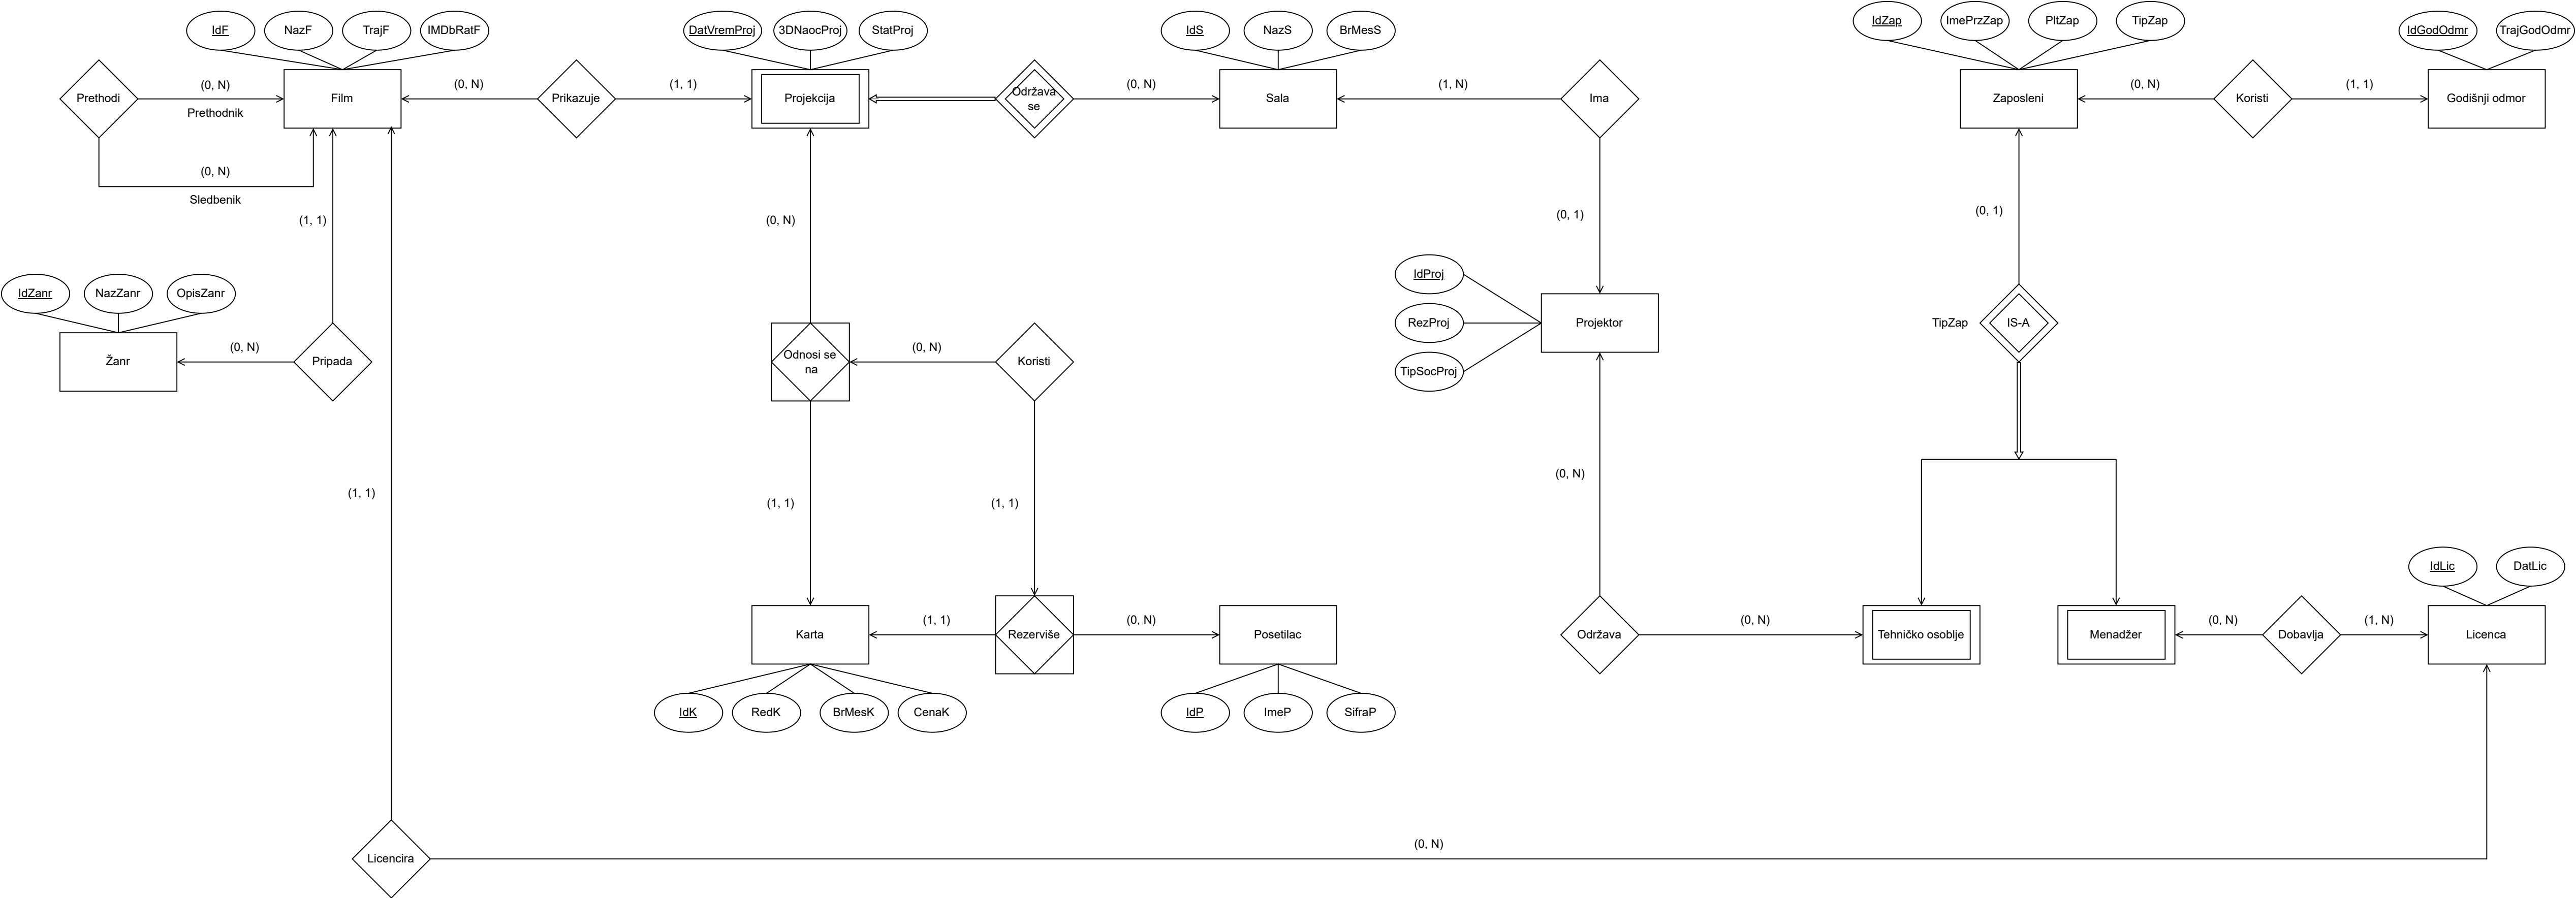 IdZap
ImePrzZap
PltZap
TipZap
IdF
NazF
TrajF
IMDbRatF
DatVremProj
3DNaocProj
StatProj
IdS
NazS
BrMesS
IdGodOdmr
TrajGodOdmr
Prethodi
(0, N)
Prethodnik
Film
(0, N)
Prikazuje
(1, 1)
Projekcija
Održava
se
(0, N)
Sala
(1, N)
Ima
Zaposleni
(0, N)
Koristi
(1, 1)
Godišnji odmor
(0, N)
Sledbenik
(1, 1)
(0, N)
(0, 1)
(0, 1)
IdZanr
NazZanr
OpisZanr
IdProj
RezProj
TipSocProj
Projektor
TipZap
IS-A
Žanr
(0, N)
Pripada
Odnosi se
na
(0, N)
Koristi
(1, 1)
(1, 1)
(1, 1)
(0, N)
IdLic
DatLic
Karta
(1, 1)
Rezerviše
(0, N)
Posetilac
Održava
(0, N)
Tehničko osoblje
Menadžer
(0, N)
Dobavlja
(1, N)
Licenca
IdK
RedK
BrMesK
CenaK
IdP
ImeP
SifraP
Licencira
(0, N)